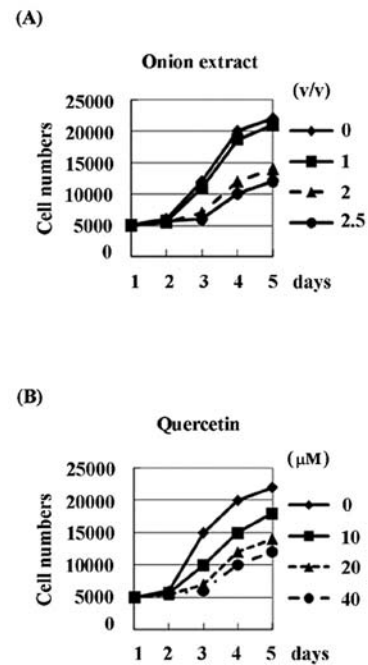 (A)
Onion extract
(v/v)
Cell numbers
25000
20000
15000
10000
5000
0
0
1
2
2.5
1 2 3 4 5 days
(B)
Quercetin
(μM)
Cell numbers
25000
20000
15000
10000
5000
0
0
10
20
40
1 2 3 4 5 days